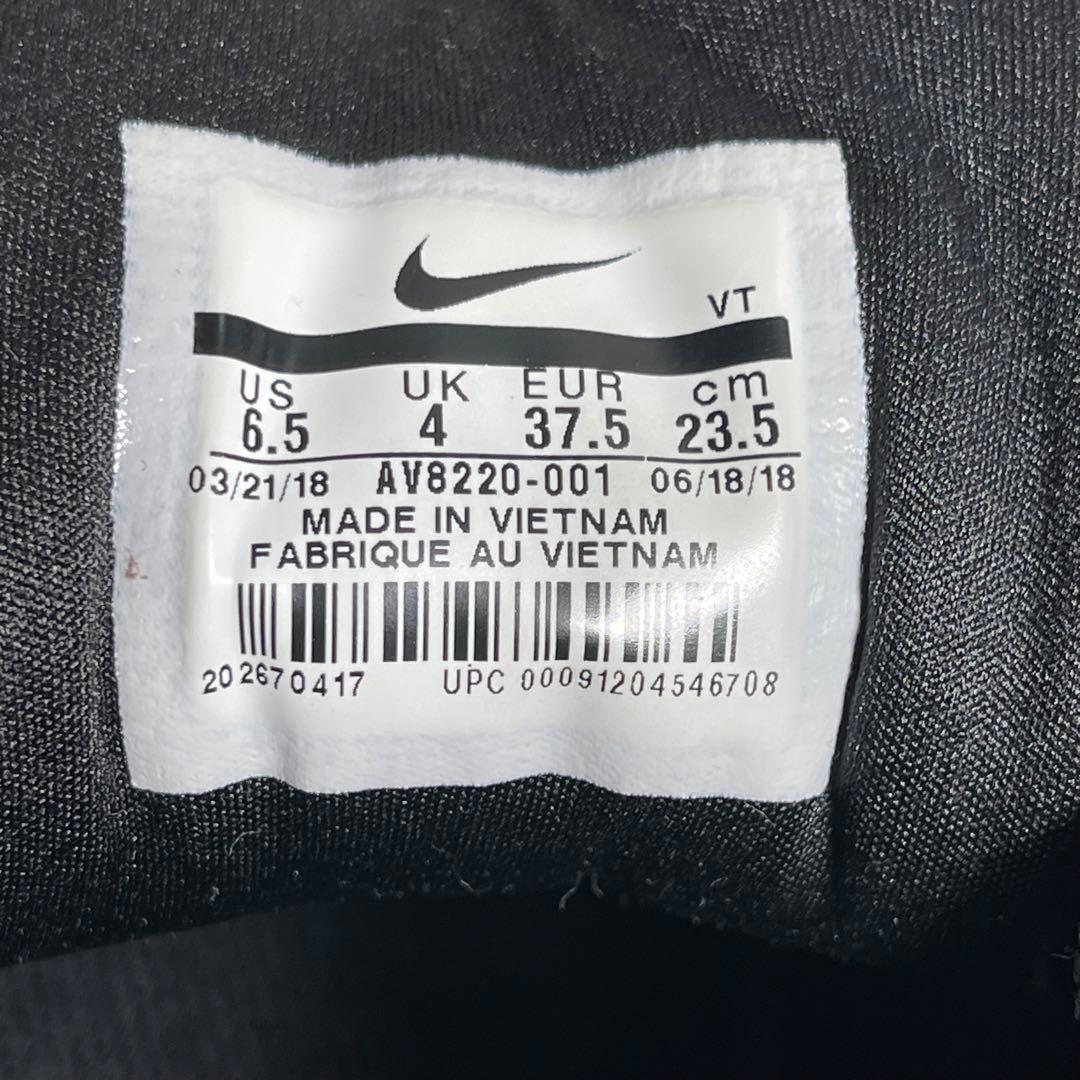 VT
US UK EUR cm
6.5 4 37.5 23.5
03/21/18 AV8220-001 06/18/18
MADE IN VIETNAM
FABRIQUE AU VIETNAM
202670417 UPC 00091204546708